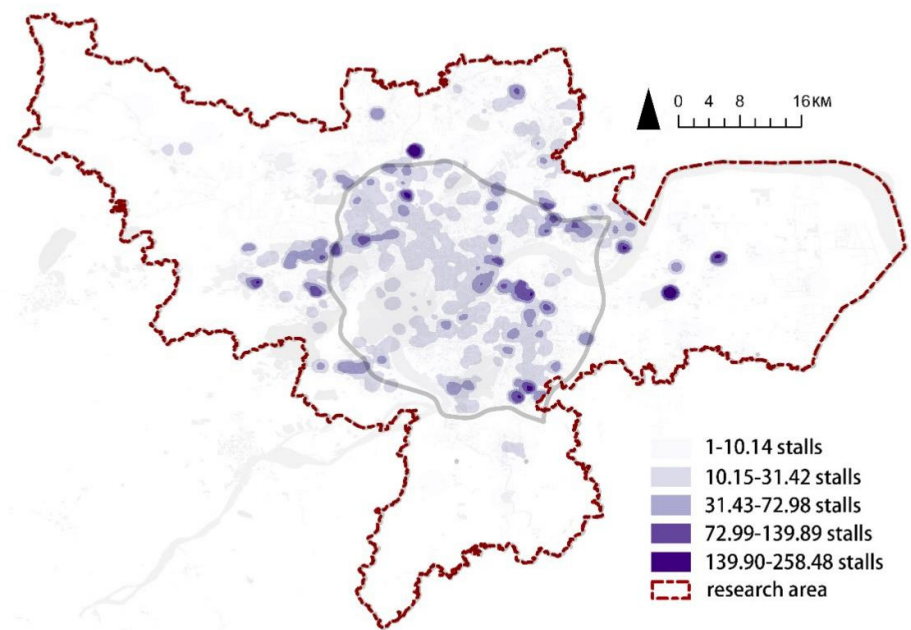 0 4 8 16KM
1-10.14 stalls
10.15-31.42 stalls
31.43-72.98 stalls
72.99-139.89 stalls
139.90-258.48 stalls
research area